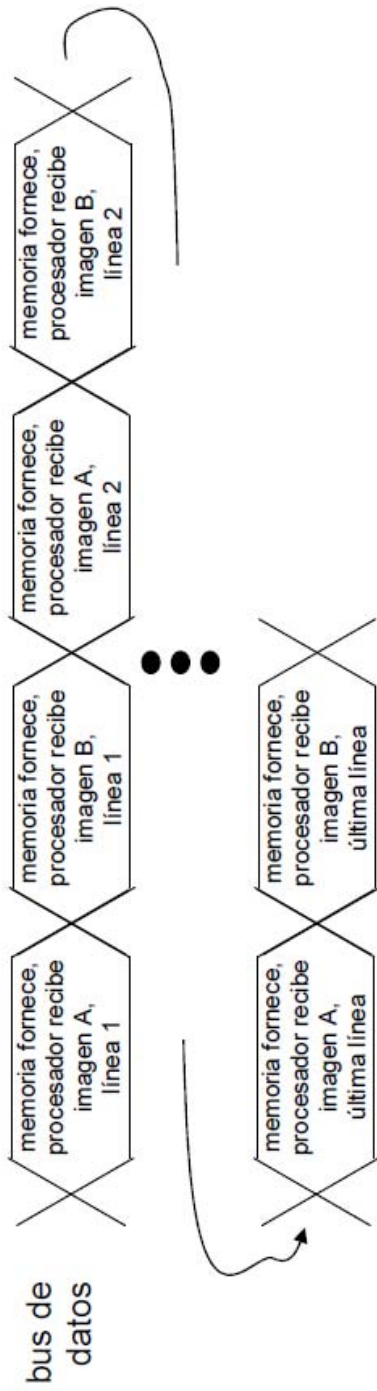 bus de
datos
memoria fornece,
procesador recibe
imagen A,
línea 1
memoria fornece,
procesador recibe
imagen B,
línea 1
memoria fornece,
procesador recibe
imagen A,
línea 2
memoria fornece,
procesador recibe
imagen B,
línea 2
memoria fornece,
procesador recibe
imagen A,
última línea
memoria fornece,
procesador recibe
imagen B,
última línea